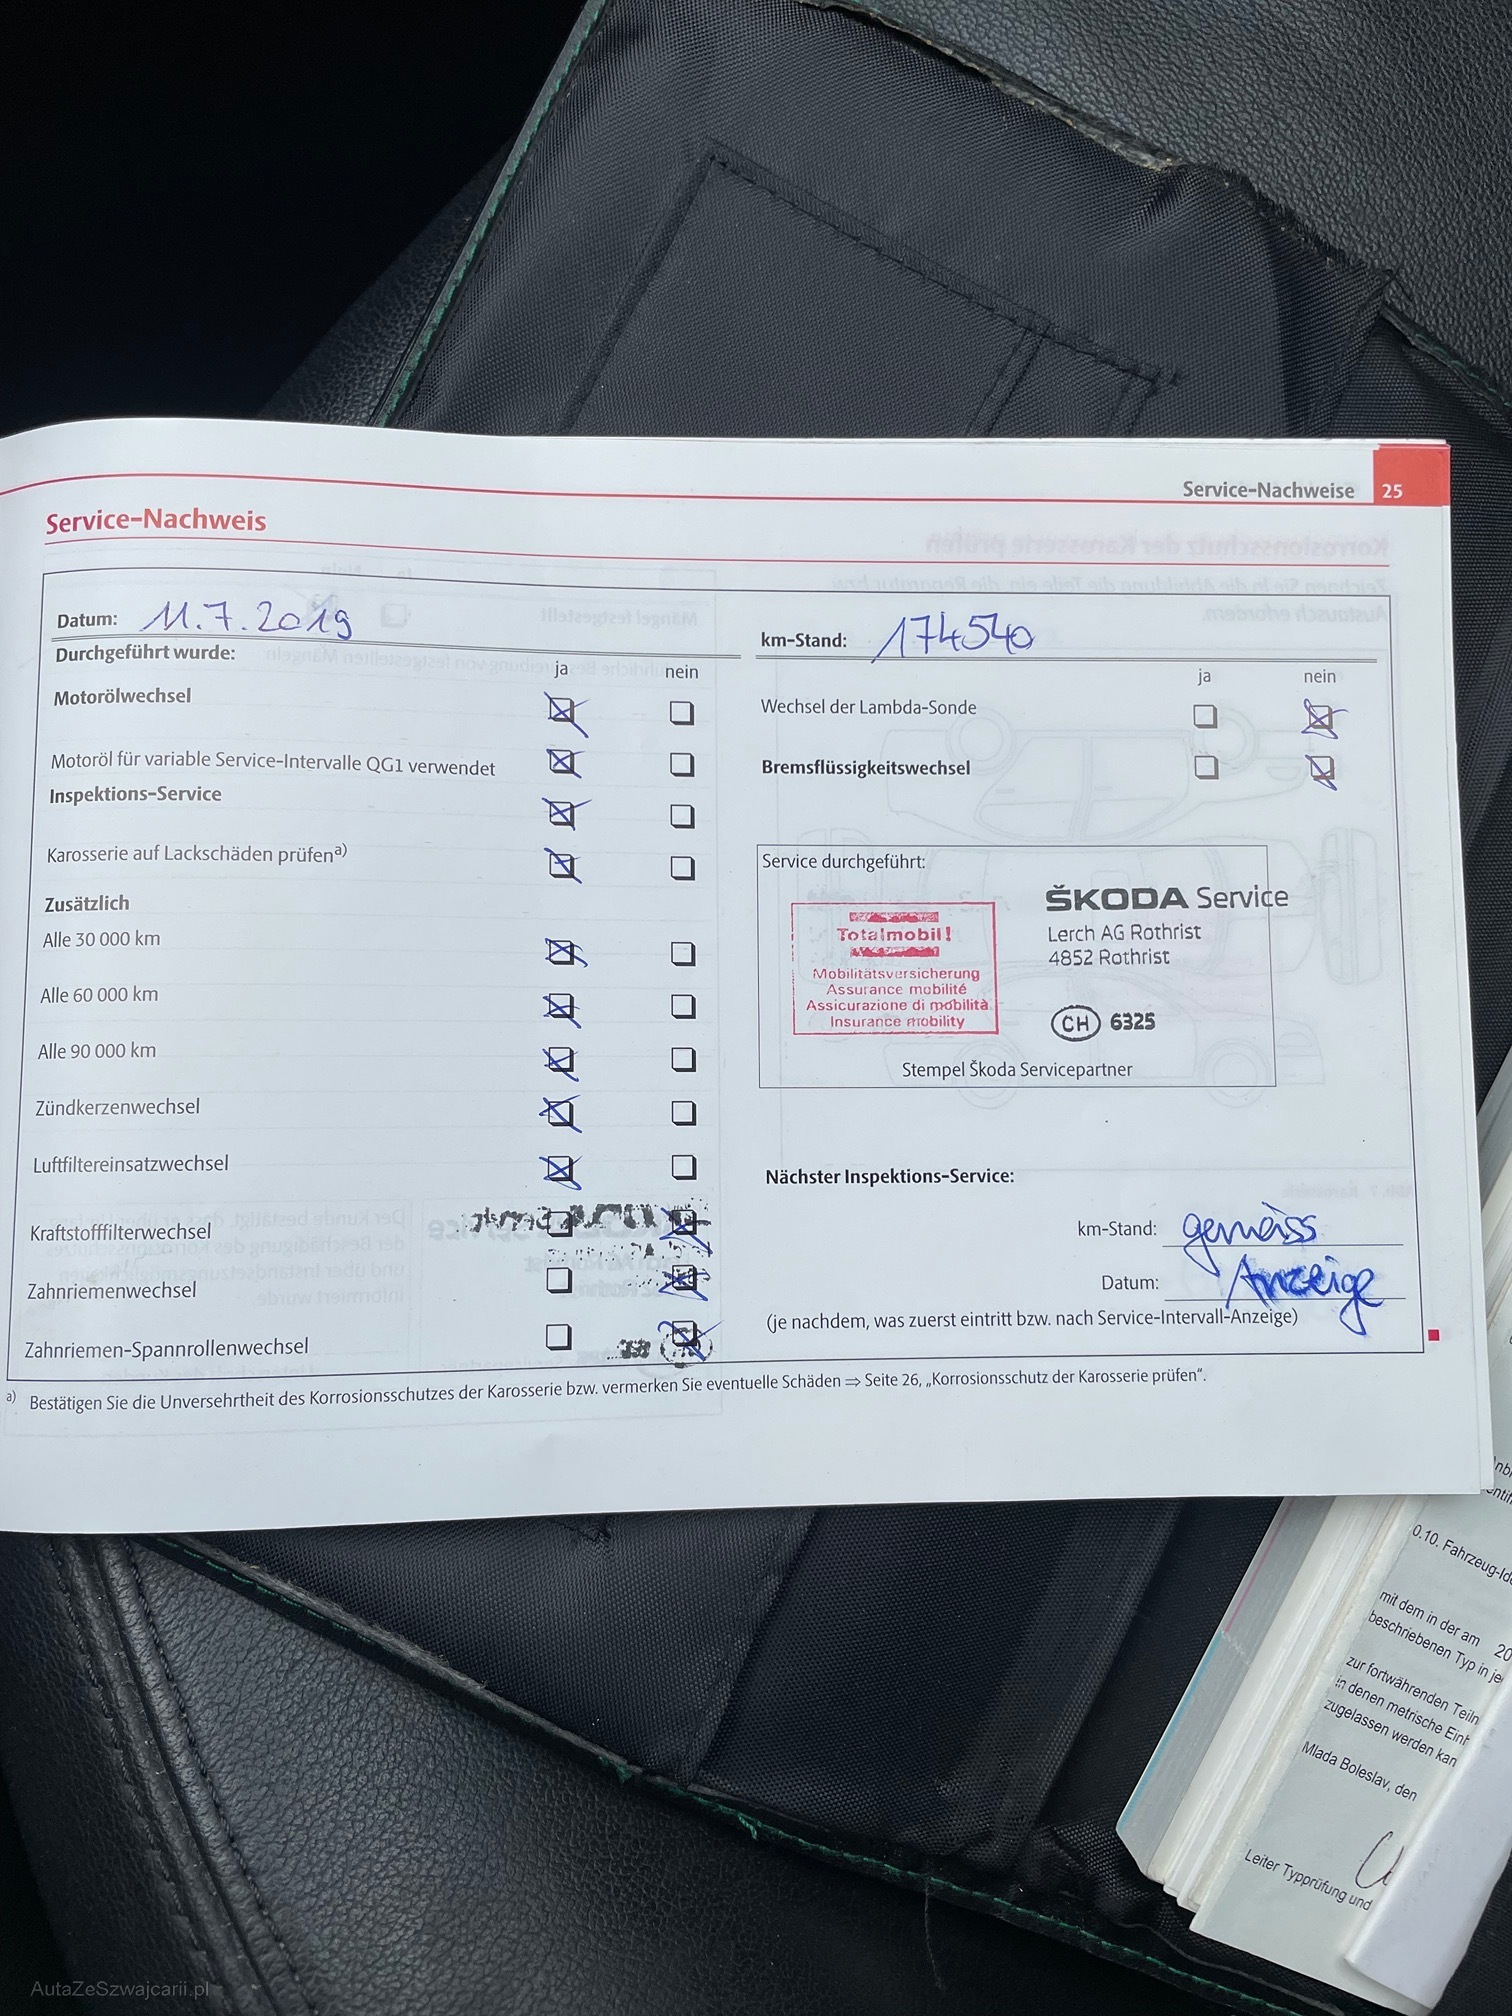 Service-Nachweise 25
Service-Nachweis
Datum: 11.7.2019
Durchgeführt wurde:
ja nein
Motorölwechsel
Motoröl für variable Service-Intervalle QG1 verwendet
Inspektions-Service
Karosserie auf Lackschäden prüfen a)
Zusätzlich
Alle 30 000 km
Alle 60 000 km
Alle 90 000 km
Zündkerzenwechsel
Luftfiltereinsatzwechsel
Kraftstofffilterwechsel
Zahnriemenwechsel
Zahnriemen-Spannrollenwechsel
km-Stand: 174540
ja nein
Wechsel der Lambda-Sonde
Bremsflüssigkeitswechsel
Service durchgeführt:
Totalmobil!
Mobilitätsversicherung
Assurance mobilité
Assicurazione di mobilità
Insurance mobility
ŠKODA Service
Lerch AG Rothrist
4852 Rothrist
CH 6325
Stempel Škoda Servicepartner
Nächster Inspektions-Service:
km-Stand: gemäss
Datum: Anzeige
(je nachdem, was zuerst eintritt bzw. nach Service-Intervall-Anzeige)
a) Bestätigen Sie die Unversehrtheit des Korrosionsschutzes der Karosserie bzw. vermerken Sie eventuelle Schäden ⇒ Seite 26, „Korrosionsschutz der Karosserie prüfen“.
0.10. Fahrzeug-Id
mit dem in der am 20
beschriebenen Typ in je
zur fortwährenden Teiln
in denen metrische Einh
zugelassen werden kan
Mlada Boleslav, den
Leiter Typprüfung und
AutaZeSzwajcarii.pl